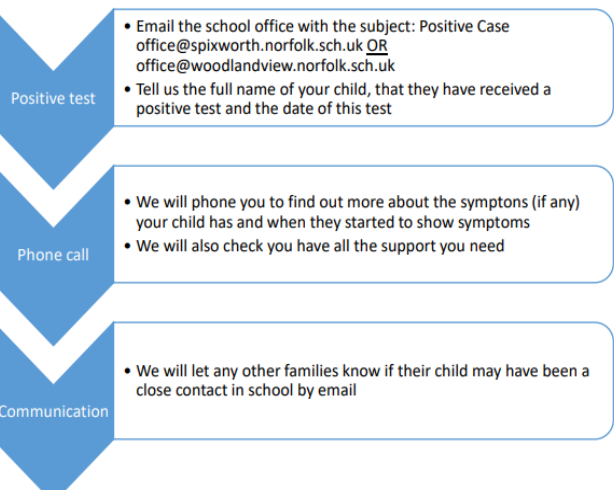 Positive test
• Email the school office with the subject: Positive Case
office@spixworth.norfolk.sch.uk OR
office@woodlandview.norfolk.sch.uk
• Tell us the full name of your child, that they have received a
positive test and the date of this test
Phone call
• We will phone you to find out more about the symptons (if any)
your child has and when they started to show symptoms
• We will also check you have all the support you need
Communication
• We will let any other families know if their child may have been a
close contact in school by email